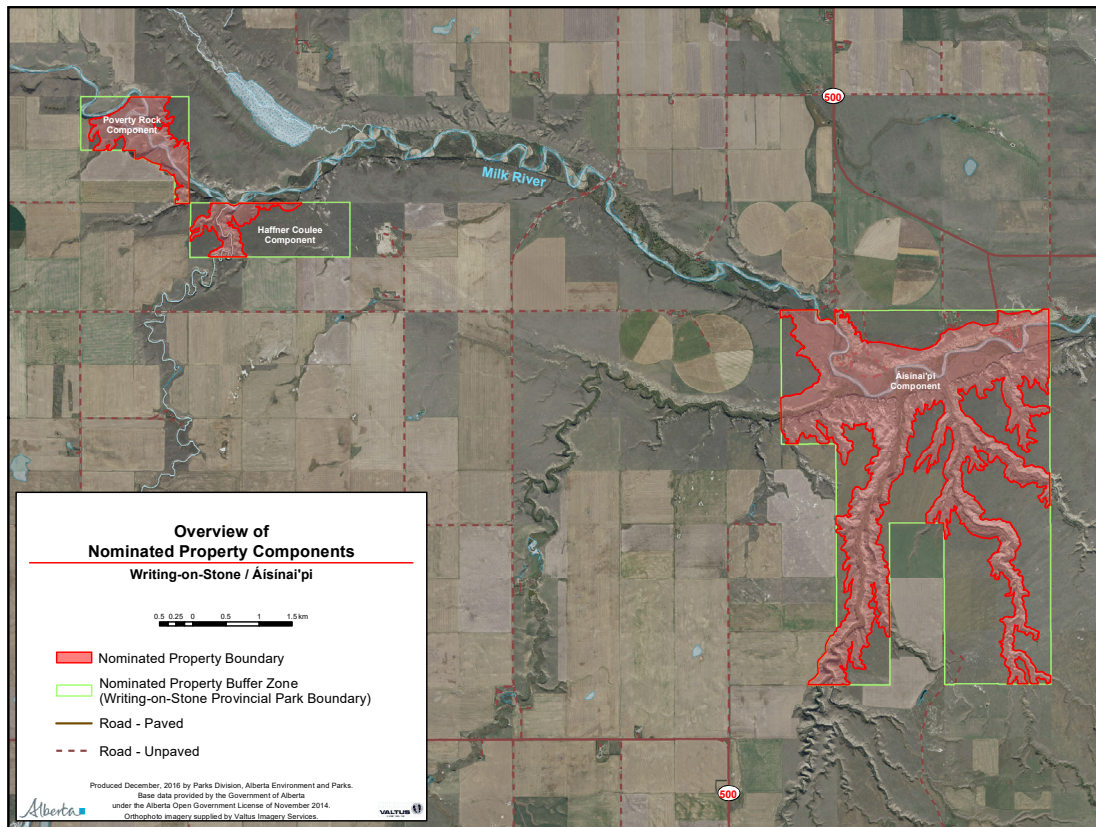 500
Poverty Rock
Component
Milk River
Haffner Coulee
Component
Áísínai'pi
Component
Overview of
Nominated Property Components
Writing-on-Stone / Áísínai'pi
0.5 0.25 0 0.5 1 1.5 km
Nominated Property Boundary
Nominated Property Buffer Zone
(Writing-on-Stone Provincial Park Boundary)
Road - Paved
Road - Unpaved
Produced December, 2016 by Parks Division, Alberta Environment and Parks.
Base data provided by the Government of Alberta
under the Alberta Open Government License of November 2014.
Orthophoto imagery supplied by Valtus Imagery Services.
Alberta
VALTUS
500